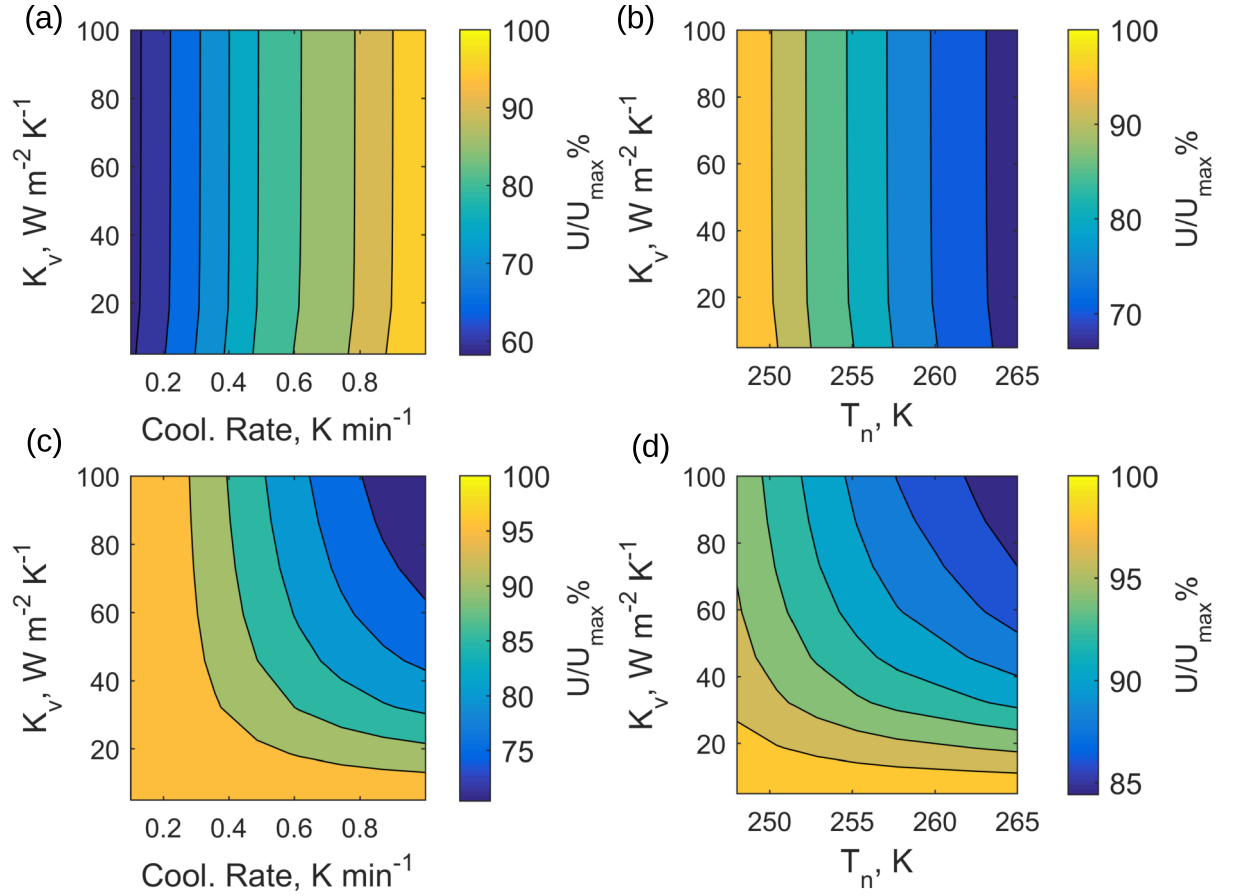 (a)
100
80
60
40
20
K_v, W m^-2 K^-1
0.2 0.4 0.6 0.8
Cool. Rate, K min^-1
100
90
80
70
60
U/U_max %
(b)
100
80
60
40
20
K_v, W m^-2 K^-1
250 255 260 265
T_n, K
100
90
80
70
U/U_max %
(c)
100
80
60
40
20
K_v, W m^-2 K^-1
0.2 0.4 0.6 0.8
Cool. Rate, K min^-1
100
95
90
85
80
75
U/U_max %
(d)
100
80
60
40
20
K_v, W m^-2 K^-1
250 255 260 265
T_n, K
100
95
90
85
U/U_max %